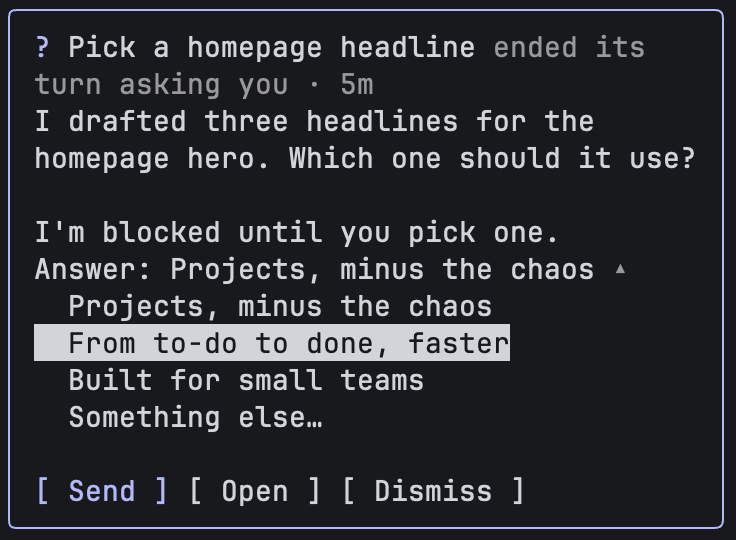 ? Pick a homepage headline ended its
turn asking you · 5m
I drafted three headlines for the
homepage hero. Which one should it use?
I'm blocked until you pick one.
Answer: Projects, minus the chaos ▴
Projects, minus the chaos
From to-do to done, faster
Built for small teams
Something else…
[ Send ] [ Open ] [ Dismiss ]